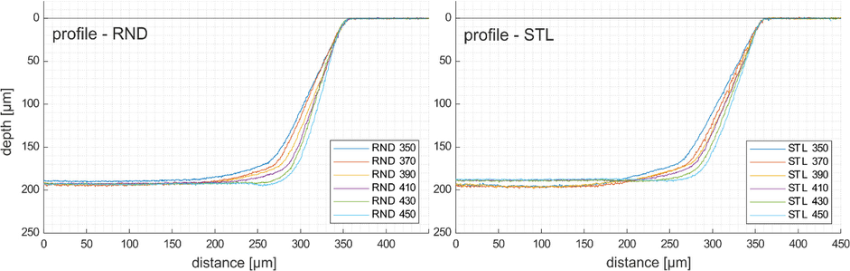 profile - RND
0
50
100
150
200
250
depth [µm]
RND 350
RND 370
RND 390
RND 410
RND 430
RND 450
0 50 100 150 200 250 300 350 400
distance [µm]
profile - STL
0
50
100
150
200
250
STL 350
STL 370
STL 390
STL 410
STL 430
STL 450
0 50 100 150 200 250 300 350 400 450
distance [µm]